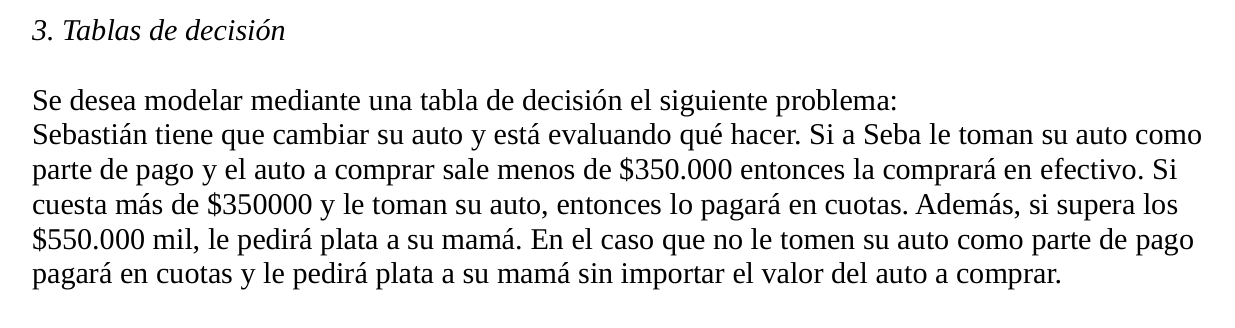 3. Tablas de decisión
Se desea modelar mediante una tabla de decisión el siguiente problema:
Sebastián tiene que cambiar su auto y está evaluando qué hacer. Si a Seba le toman su auto como
parte de pago y el auto a comprar sale menos de $350.000 entonces la comprará en efectivo. Si
cuesta más de $350000 y le toman su auto, entonces lo pagará en cuotas. Además, si supera los
$550.000 mil, le pedirá plata a su mamá. En el caso que no le tomen su auto como parte de pago
pagará en cuotas y le pedirá plata a su mamá sin importar el valor del auto a comprar.